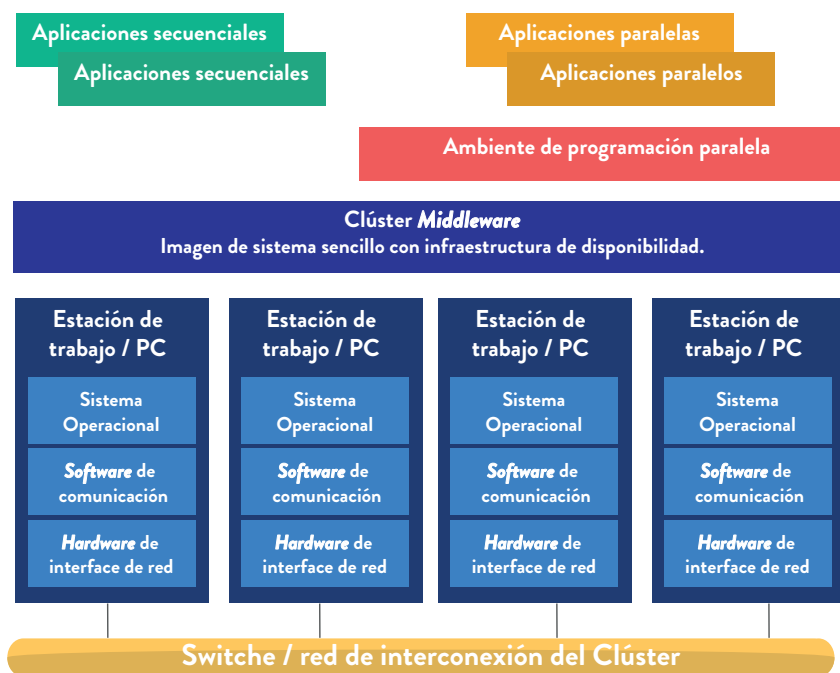 Aplicaciones secuenciales
Aplicaciones secuenciales
Aplicaciones paralelas
Aplicaciones paralelos
Ambiente de programación paralela
Clúster Middleware
Imagen de sistema sencillo con infraestructura de disponibilidad.
Estación de
trabajo / PC
Sistema
Operacional
Software de
comunicación
Hardware de
interface de red
Estación de
trabajo / PC
Sistema
Operacional
Software de
comunicación
Hardware de
interface de red
Estación de
trabajo / PC
Sistema
Operacional
Software de
comunicación
Hardware de
interface de red
Estación de
trabajo / PC
Sistema
Operacional
Software de
comunicación
Hardware de
interface de red
Switche / red de interconexión del Clúster